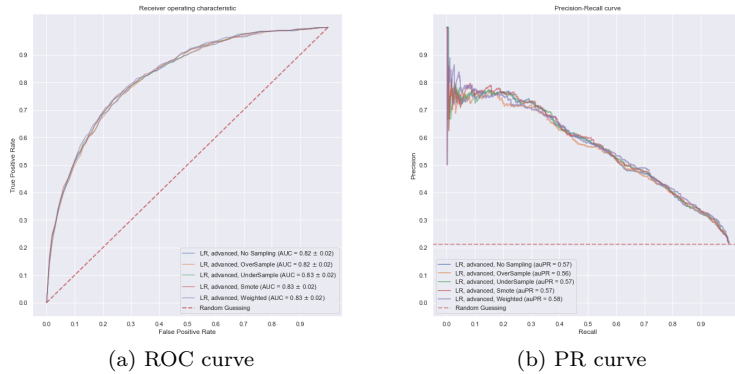 Receiver operating characteristic
0.9
0.8
0.7
0.6
0.5
0.4
0.3
0.2
0.1
0.0
True Positive Rate
LR, advanced, No Sampling (AUC = 0.82 ± 0.02)
LR, advanced, OverSample (AUC = 0.82 ± 0.02)
LR, advanced, UnderSample (AUC = 0.83 ± 0.02)
LR, advanced, Smote (AUC = 0.83 ± 0.02)
LR, advanced, Weighted (AUC = 0.83 ± 0.02)
Random Guessing
0.0 0.1 0.2 0.3 0.4 0.5 0.6 0.7 0.8 0.9
False Positive Rate
(a) ROC curve
Precision-Recall curve
0.9
0.8
0.7
0.6
0.5
0.4
0.3
0.2
0.1
0.0
Precision
LR, advanced, No Sampling (auPR = 0.57)
LR, advanced, OverSample (auPR = 0.56)
LR, advanced, UnderSample (auPR = 0.57)
LR, advanced, Smote (auPR = 0.57)
LR, advanced, Weighted (auPR = 0.58)
Random Guessing
0.0 0.1 0.2 0.3 0.4 0.5 0.6 0.7 0.8 0.9
Recall
(b) PR curve